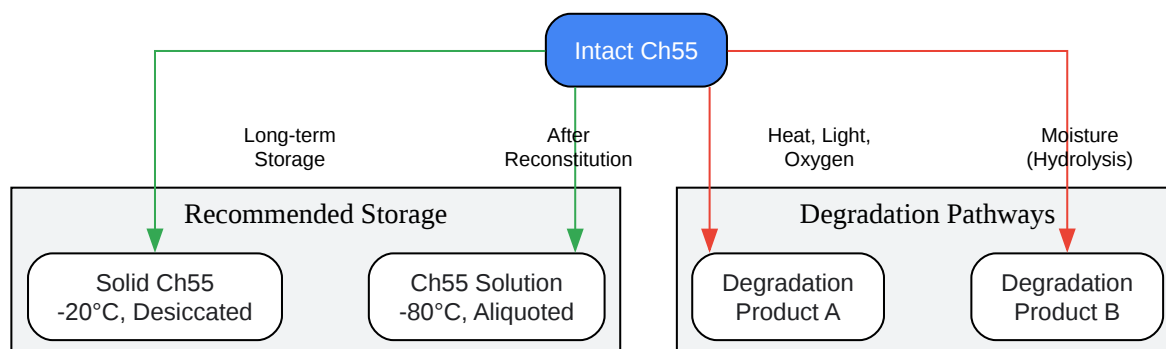 Intact Ch55
Long-term
Storage
After
Reconstitution
Heat, Light,
Oxygen
Moisture
(Hydrolysis)
Recommended Storage
Degradation Pathways
Solid Ch55
-20°C, Desiccated
Ch55 Solution
-80°C, Aliquoted
Degradation
Product A
Degradation
Product B